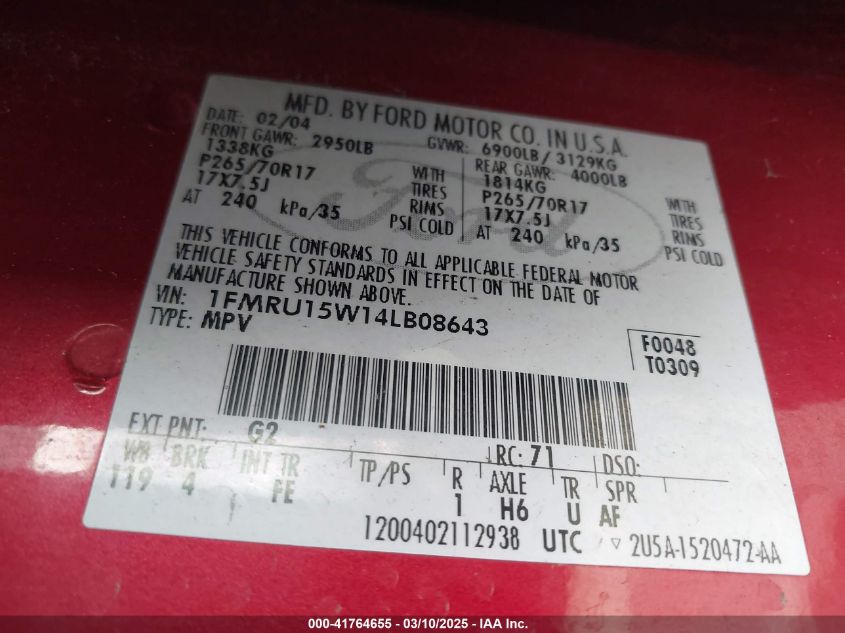 MFD. BY FORD MOTOR CO. IN U.S.A.
DATE: 02/04 GVWR: 6900LB/ 3129KG
FRONT GAWR: 2950LB REAR GAWR: 4000LB
1338KG WITH 1814KG WITH
P265/70R17 TIRES P265/70R17 TIRES
17X7.5J RIMS 17X7.5J RIMS
AT 240 kPa/35 PSI COLD AT 240 kPa/35 PSI COLD
Ford
THIS VEHICLE CONFORMS TO ALL APPLICABLE FEDERAL MOTOR
VEHICLE SAFETY STANDARDS IN EFFECT ON THE DATE OF
MANUFACTURE SHOWN ABOVE.
VIN: 1FMRU15W14LB08643
TYPE: MPV
F0048
T0309
EXT PNT: G2 RC: 71 DSO:
WB BRK INT TR TP/PS R AXLE TR SPR
119 4 FE 1 H6 U AF
1200402112938 UTC ▽ 2U5A-1520472-AA
000-41764655 — 03/10/2025 — IAA Inc.